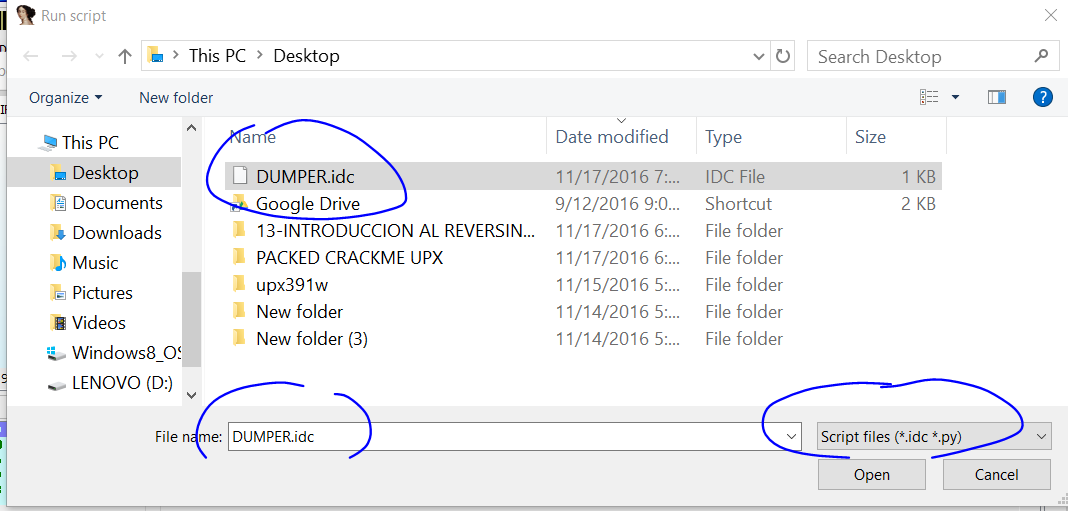 Run script
This PC > Desktop
Search Desktop
Organize
New folder
This PC
Desktop
Documents
Downloads
Music
Pictures
Videos
Windows8_OS
LENOVO (D:)
Name Date modified Type Size
DUMPER.idc 11/17/2016 7:... IDC File 1 KB
Google Drive 9/12/2016 9:0... Shortcut 2 KB
13-INTRODUCCION AL REVERSIN... 11/17/2016 6:... File folder
PACKED CRACKME UPX 11/17/2016 6:... File folder
upx391w 11/15/2016 5:... File folder
New folder 11/14/2016 5:... File folder
New folder (3) 11/14/2016 5:... File folder
File name: DUMPER.idc
Script files (*.idc *.py)
Open
Cancel